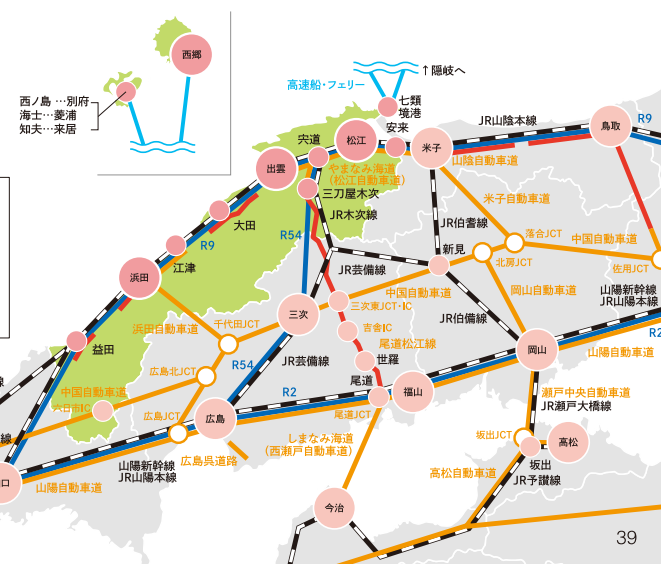 西郷
西ノ島 …別府
海士…菱浦
知夫…来居
高速船・フェリー
↑隠岐へ
七類
境港
宍道
松江
安来
米子
JR山陰本線
鳥取
R9
出雲
やまなみ海道
(松江自動車道)
山陰自動車道
三刀屋木次
米子自動車道
JR木次線
大田
R9
R54
JR伯耆線
落合JCT
中国自動車道
江津
新見
北房JCT
佐用JCT
浜田
JR芸備線
中国自動車道
岡山自動車道
山陽新幹線
JR山陽本線
三次東JCT・IC
三次
千代田JCT
浜田自動車道
吉舎IC
JR伯備線
R2
益田
尾道松江線
岡山
山陽自動車道
JR芸備線
世羅
広島北JCT
R54
尾道
中国自動車道
R2
福山
瀬戸中央自動車道
六日市IC
JR瀬戸大橋線
広島JCT
広島
尾道JCT
線
しまなみ海道
(西瀬戸自動車道)
坂出JCT
高松
山陽新幹線
JR山陽本線
広島呉道路
坂出
高松自動車道
JR予讃線
口
山陽自動車道
今治
39